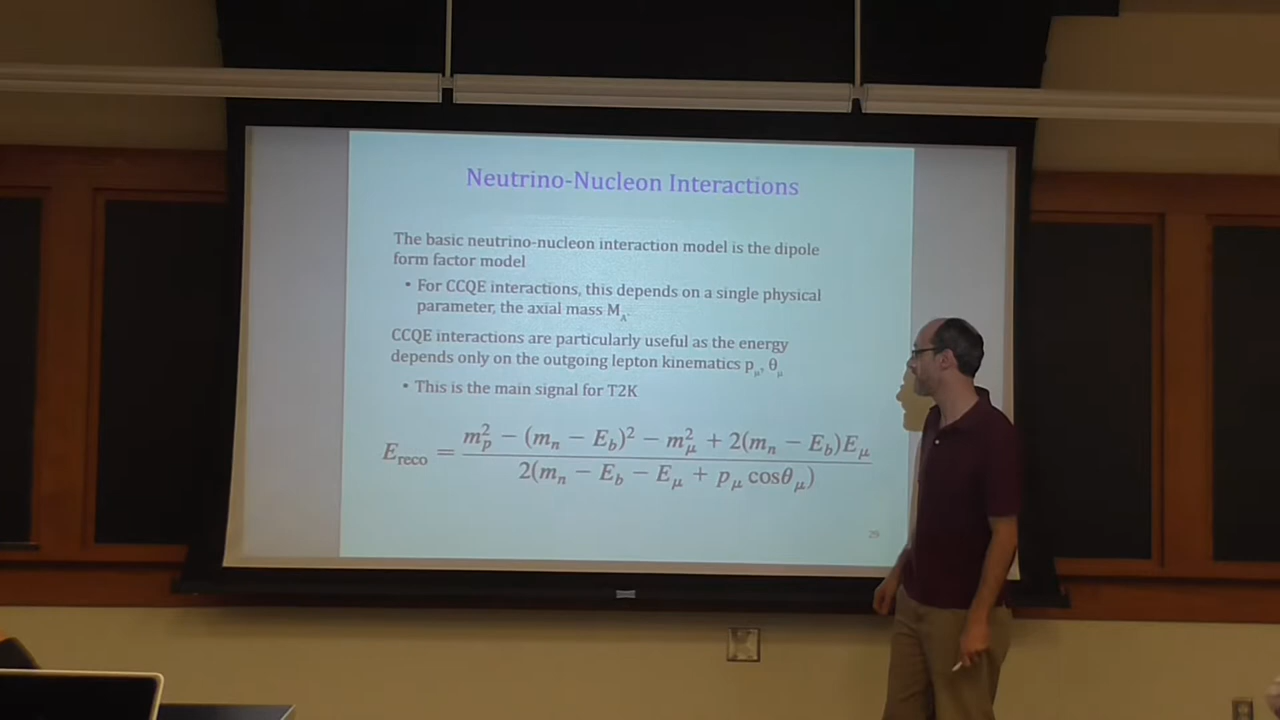 Neutrino-Nucleon Interactions
The basic neutrino-nucleon interaction model is the dipole
form factor model
• For CCQE interactions, this depends on a single physical
parameter, the axial mass M_A.
CCQE interactions are particularly useful as the energy
depends only on the outgoing lepton kinematics p_μ, θ_μ
• This is the main signal for T2K
E_reco = (m_p^2 − (m_n − E_b)^2 − m_μ^2 + 2(m_n − E_b)E_μ) / (2(m_n − E_b − E_μ + p_μ cosθ_μ))
29